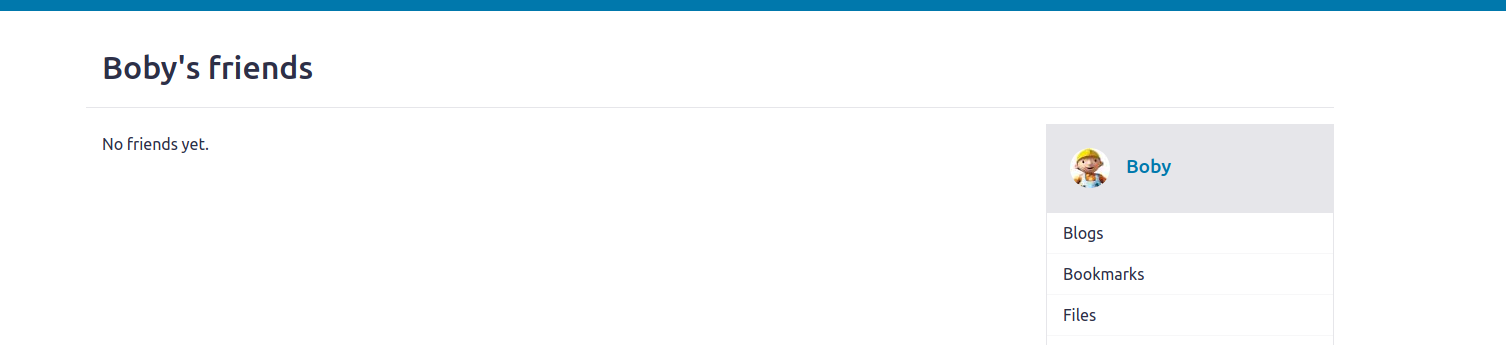 Boby's friends
No friends yet.
Boby
Blogs
Bookmarks
Files